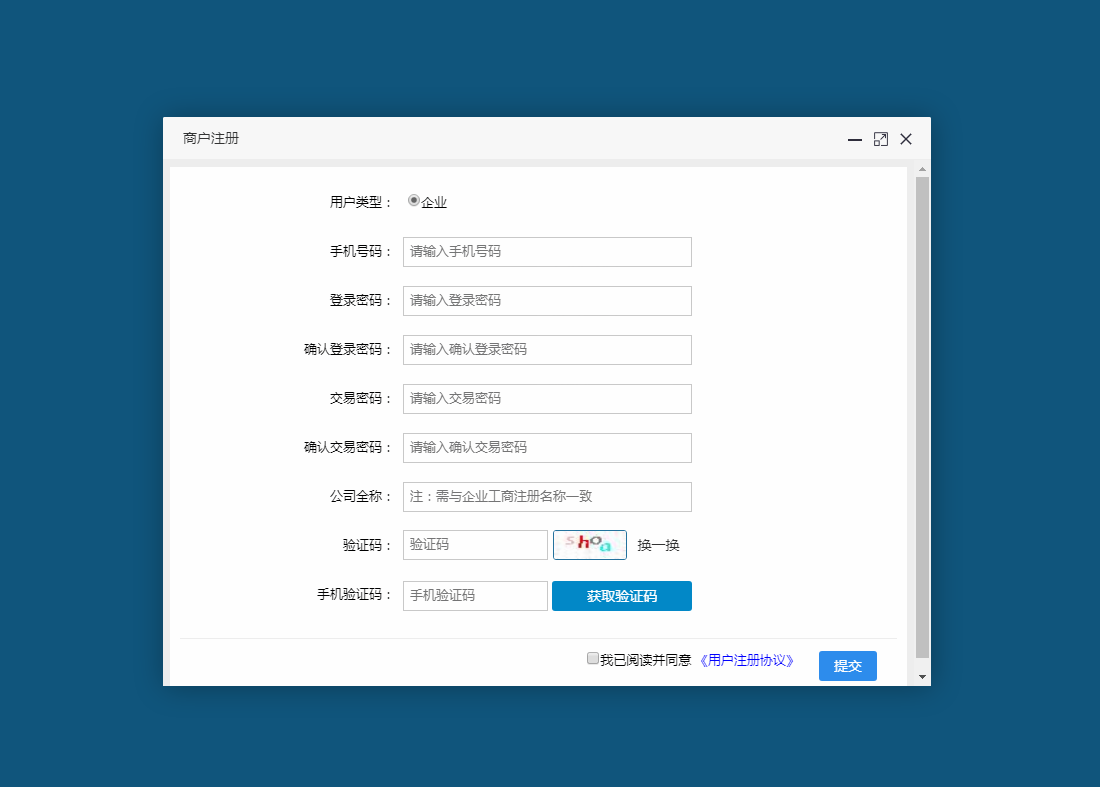 商户注册
用户类型： 企业
手机号码： 请输入手机号码
登录密码： 请输入登录密码
确认登录密码： 请输入确认登录密码
交易密码： 请输入交易密码
确认交易密码： 请输入确认交易密码
公司全称： 注：需与企业工商注册名称一致
验证码： 验证码 shoa 换一换
手机验证码： 手机验证码 获取验证码
我已阅读并同意 《用户注册协议》 提交